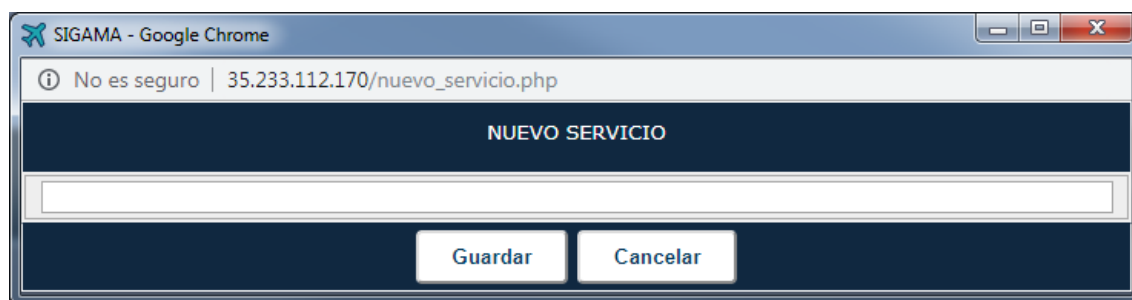 SIGAMA - Google Chrome
No es seguro | 35.233.112.170/nuevo_servicio.php
NUEVO SERVICIO
Guardar Cancelar